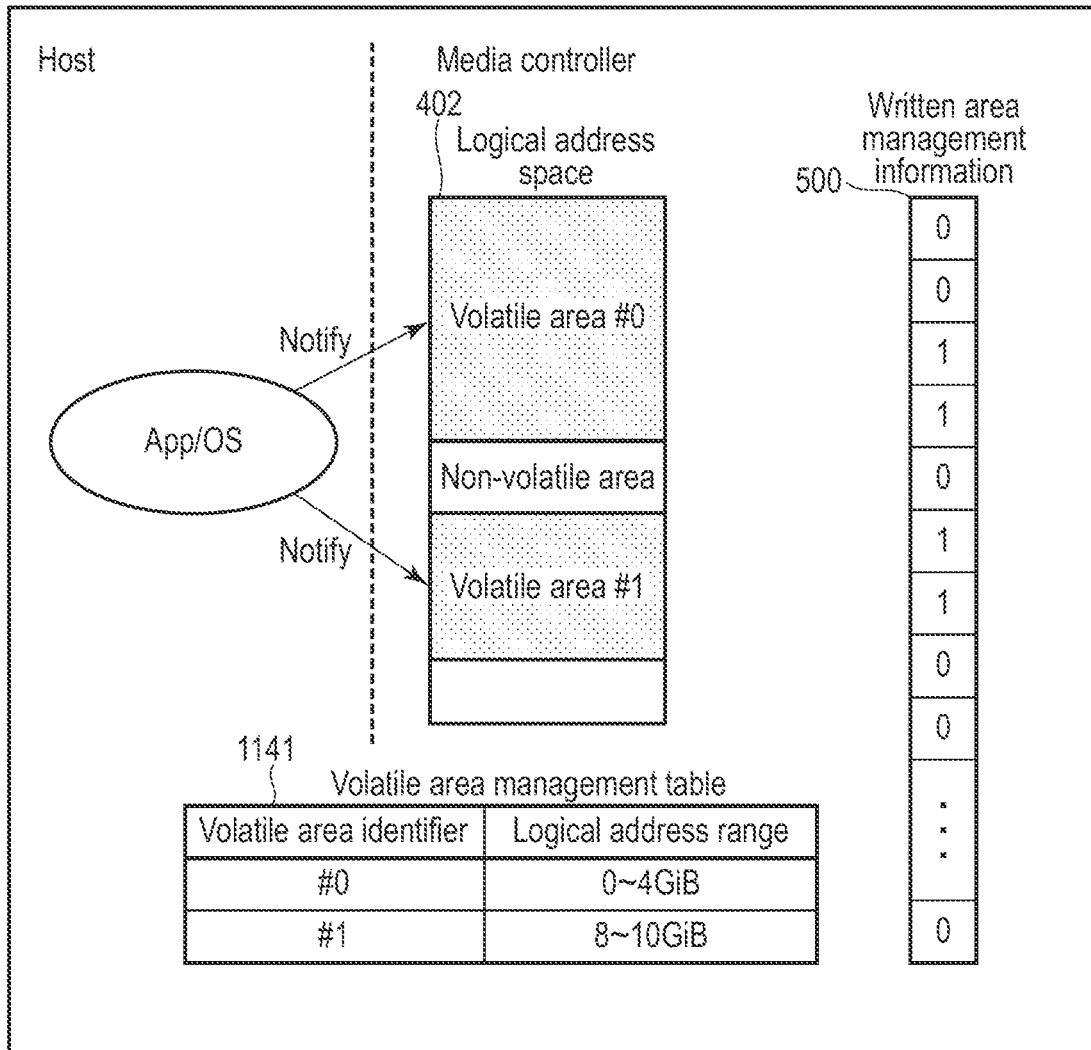 Host
Media controller
402
Logical address
space
Written area
management
information
500
Volatile area #0
Notify
App/OS
Non-volatile area
Notify
Volatile area #1
0
0
1
1
0
1
1
0
0
⋮
0
1141
Volatile area management table
Volatile area identifier Logical address range
#0 0~4GiB
#1 8~10GiB